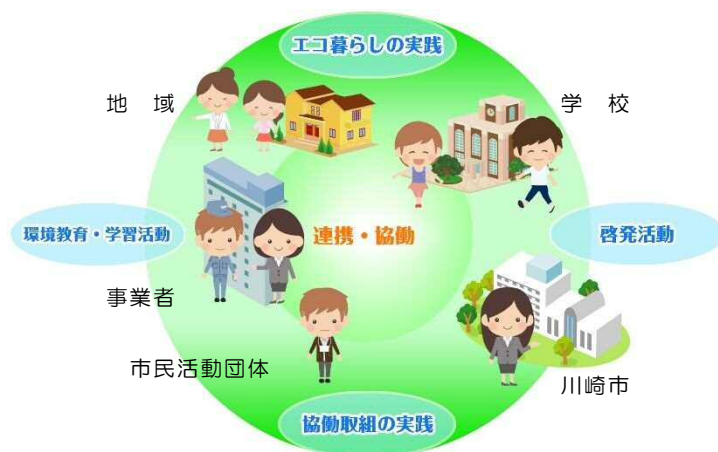 エコ暮らしの実践
地 域
学 校
環境教育・学習活動
連携・協働
啓発活動
事業者
市民活動団体
川崎市
協働取組の実践